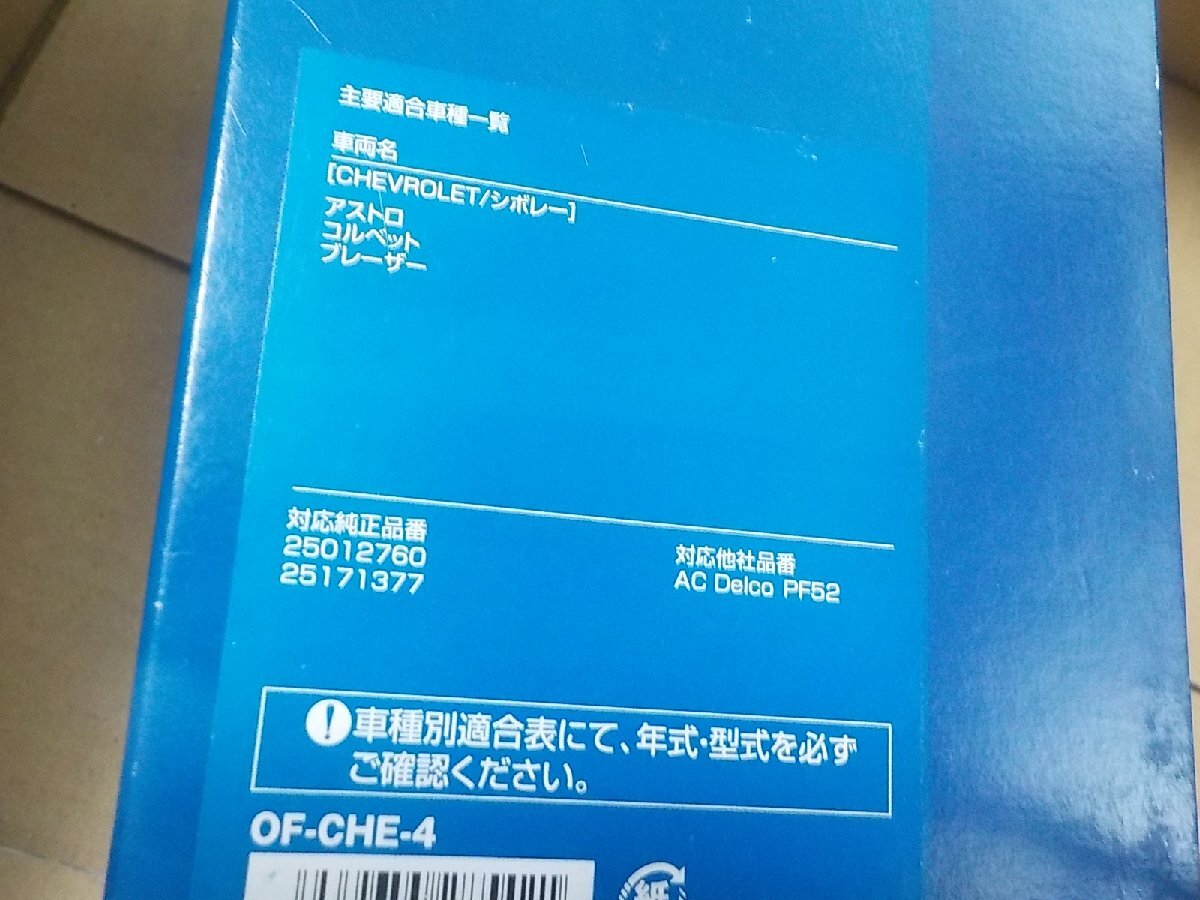 主要適合車種一覧
車両名
[CHEVROLET/シボレー]
アストロ
コルベット
ブレーザー
対応純正品番
25012760
25171377
対応他社品番
AC Delco PF52
! 車種別適合表にて、年式・型式を必ず
ご確認ください。
OF-CHE-4
紙